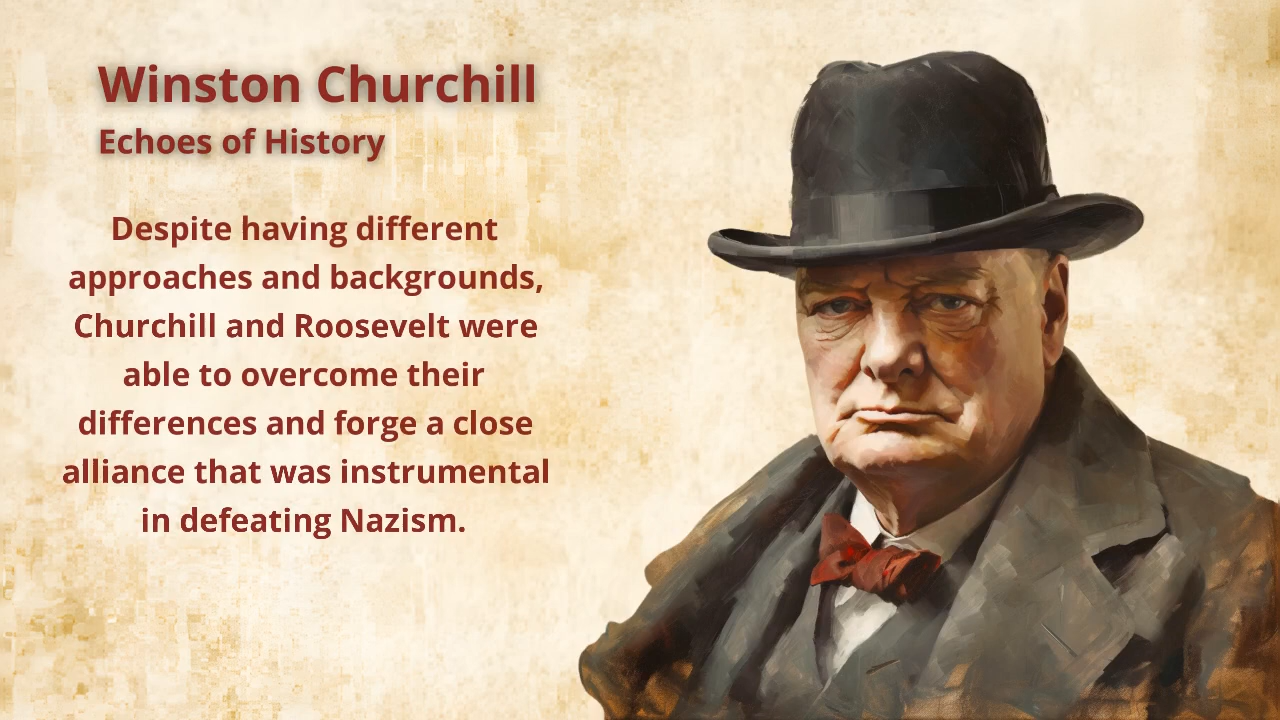 Winston Churchill
Echoes of History
Despite having different
approaches and backgrounds,
Churchill and Roosevelt were
able to overcome their
differences and forge a close
alliance that was instrumental
in defeating Nazism.